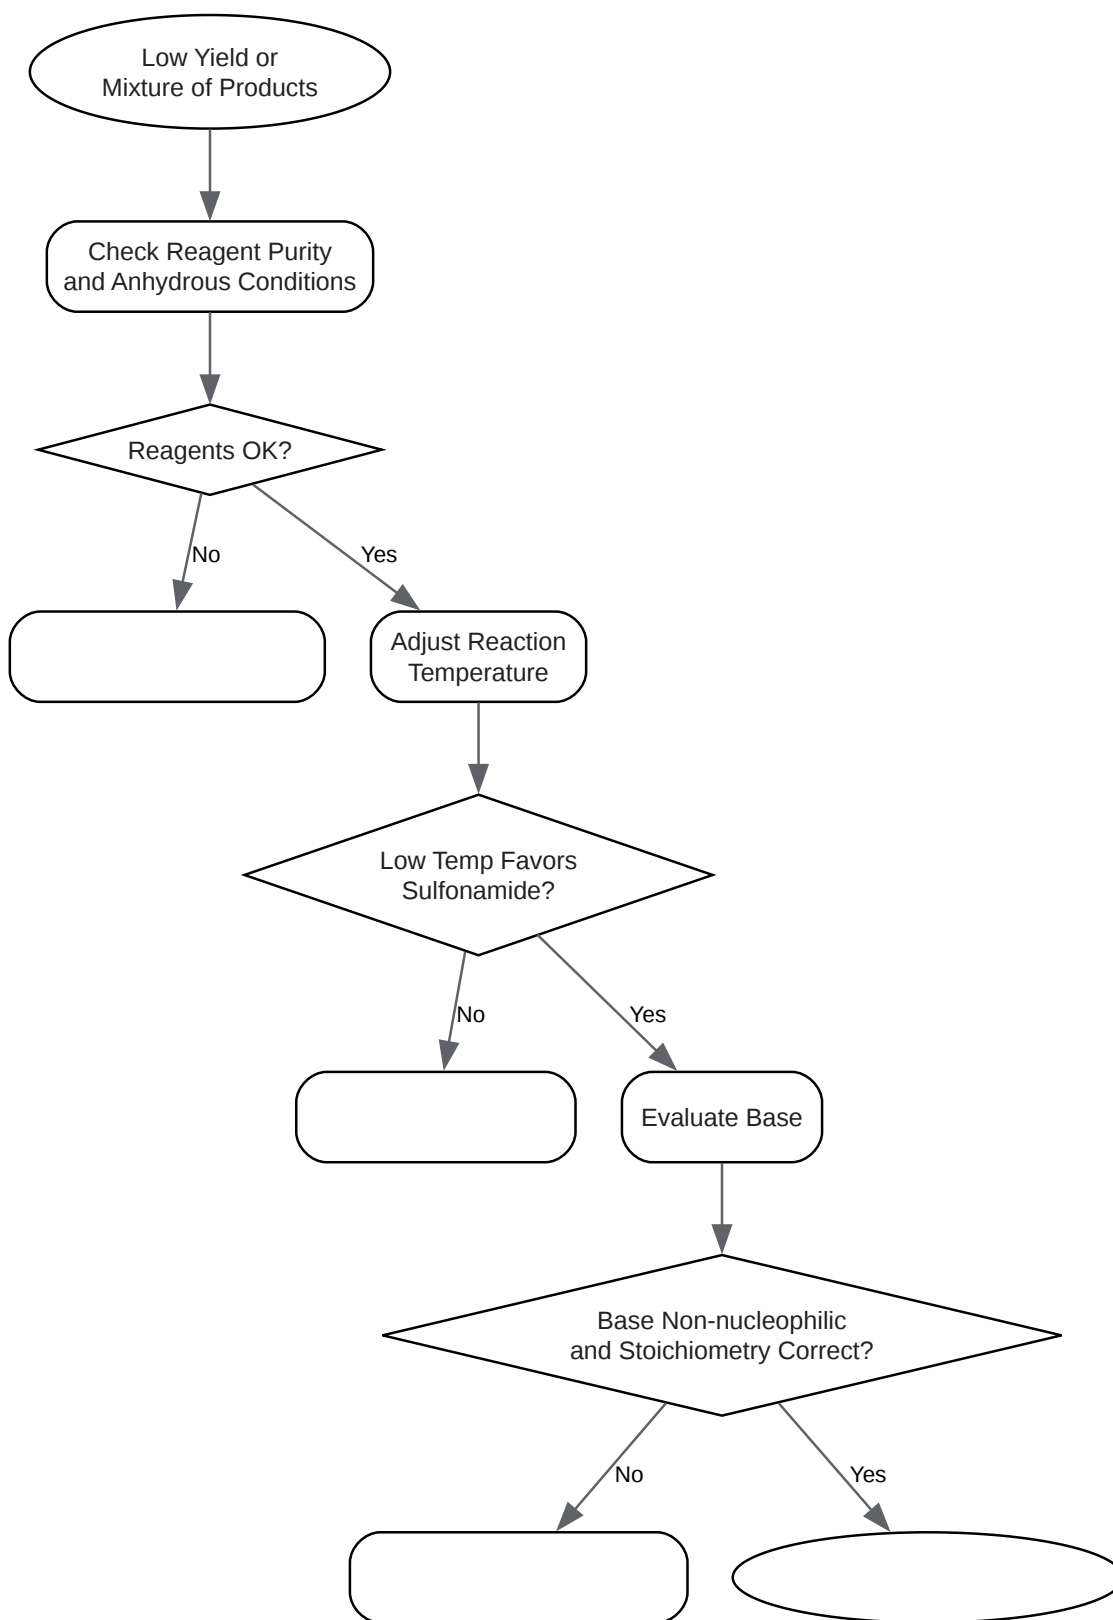 Low Yield or
Mixture of Products
Check Reagent Purity
and Anhydrous Conditions
Reagents OK?
No
Yes
Adjust Reaction
Temperature
Low Temp Favors
Sulfonamide?
No
Yes
Evaluate Base
Base Non-nucleophilic
and Stoichiometry Correct?
No
Yes